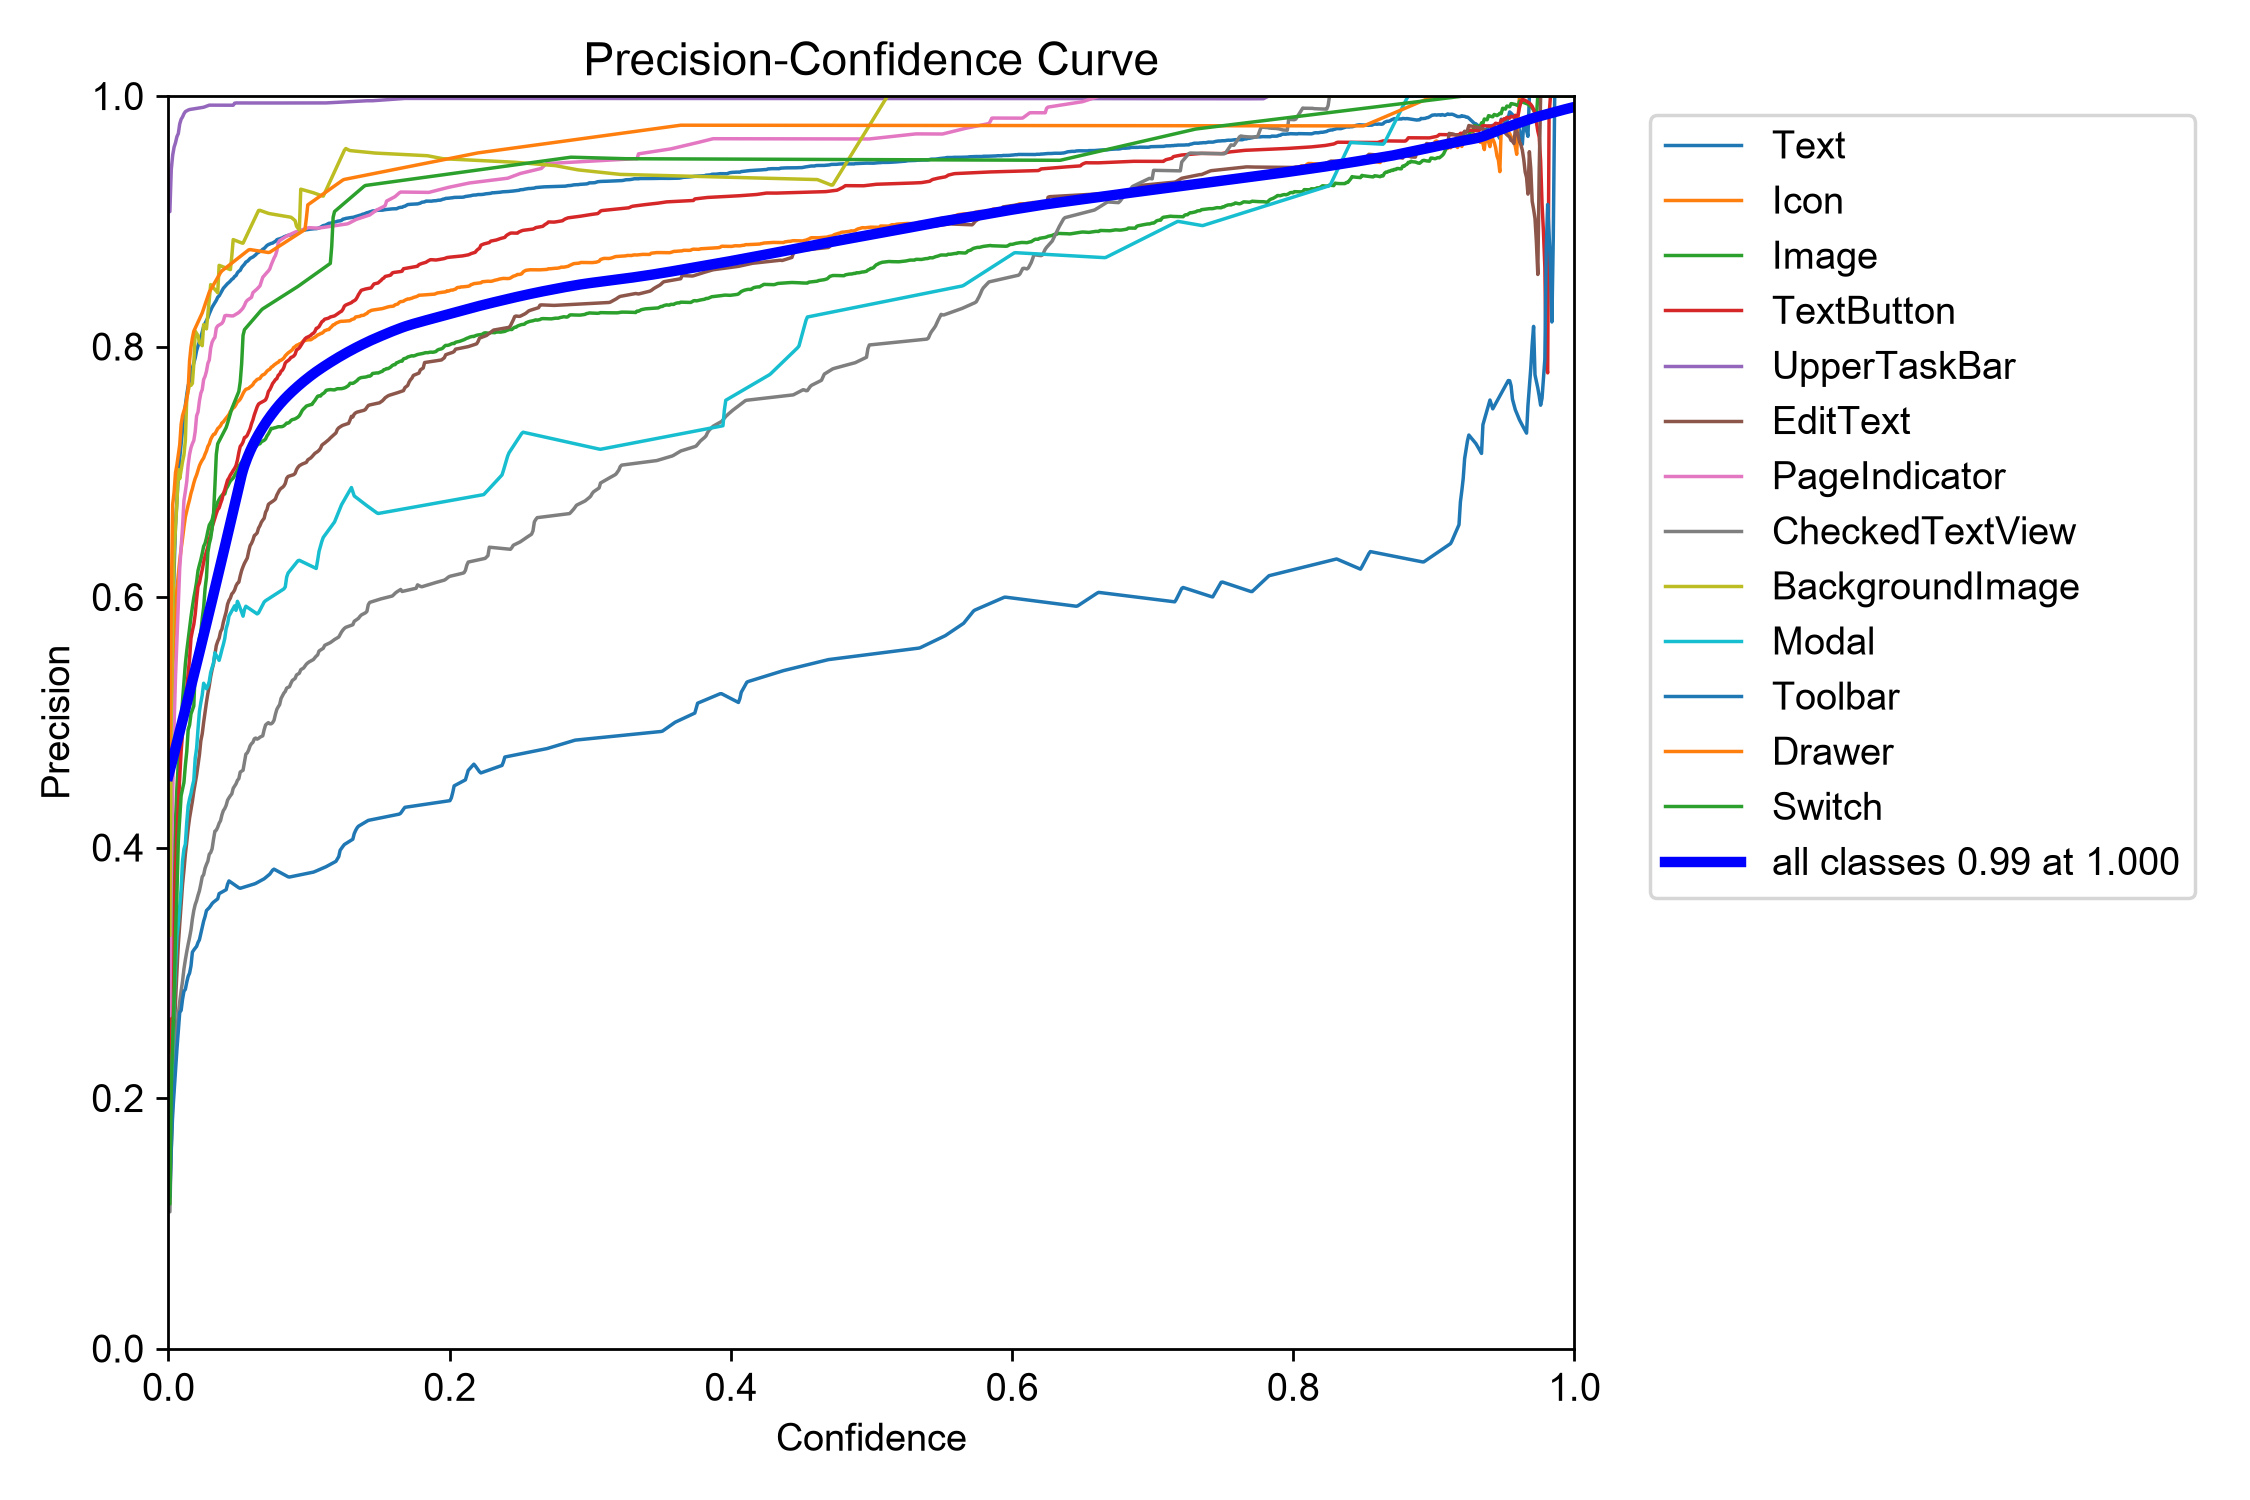 Precision-Confidence Curve
1.0
0.8
0.6
0.4
0.2
0.0
Precision
0.0 0.2 0.4 0.6 0.8 1.0
Confidence
Text
Icon
Image
TextButton
UpperTaskBar
EditText
PageIndicator
CheckedTextView
BackgroundImage
Modal
Toolbar
Drawer
Switch
all classes 0.99 at 1.000